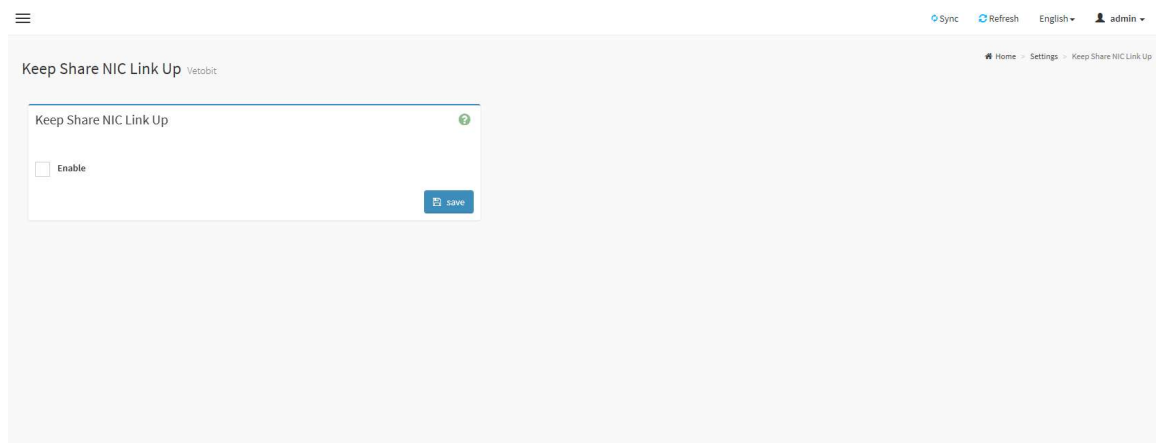 Sync Refresh English admin
Home > Settings > Keep Share NIC Link Up
Keep Share NIC Link Up Vetobit
Keep Share NIC Link Up ?
Enable
save